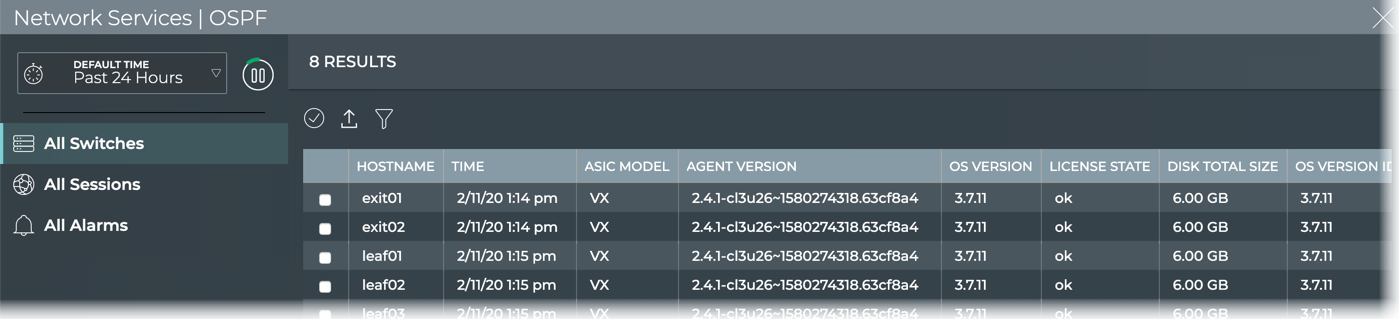 Network Services | OSPF
DEFAULT TIME
Past 24 Hours
All Switches
All Sessions
All Alarms
8 RESULTS
HOSTNAME TIME ASIC MODEL AGENT VERSION OS VERSION LICENSE STATE DISK TOTAL SIZE OS VERSION ID
exit01 2/11/20 1:14 pm VX 2.4.1-cl3u26~1580274318.63cf8a4 3.7.11 ok 6.00 GB 3.7.11
exit02 2/11/20 1:14 pm VX 2.4.1-cl3u26~1580274318.63cf8a4 3.7.11 ok 6.00 GB 3.7.11
leaf01 2/11/20 1:15 pm VX 2.4.1-cl3u26~1580274318.63cf8a4 3.7.11 ok 6.00 GB 3.7.11
leaf02 2/11/20 1:15 pm VX 2.4.1-cl3u26~1580274318.63cf8a4 3.7.11 ok 6.00 GB 3.7.11
leaf03 2/11/20 1:15 pm VX 2.4.1-cl3u26~1580274318.63cf8a4 3.7.11 ok 6.00 GB 3.7.11